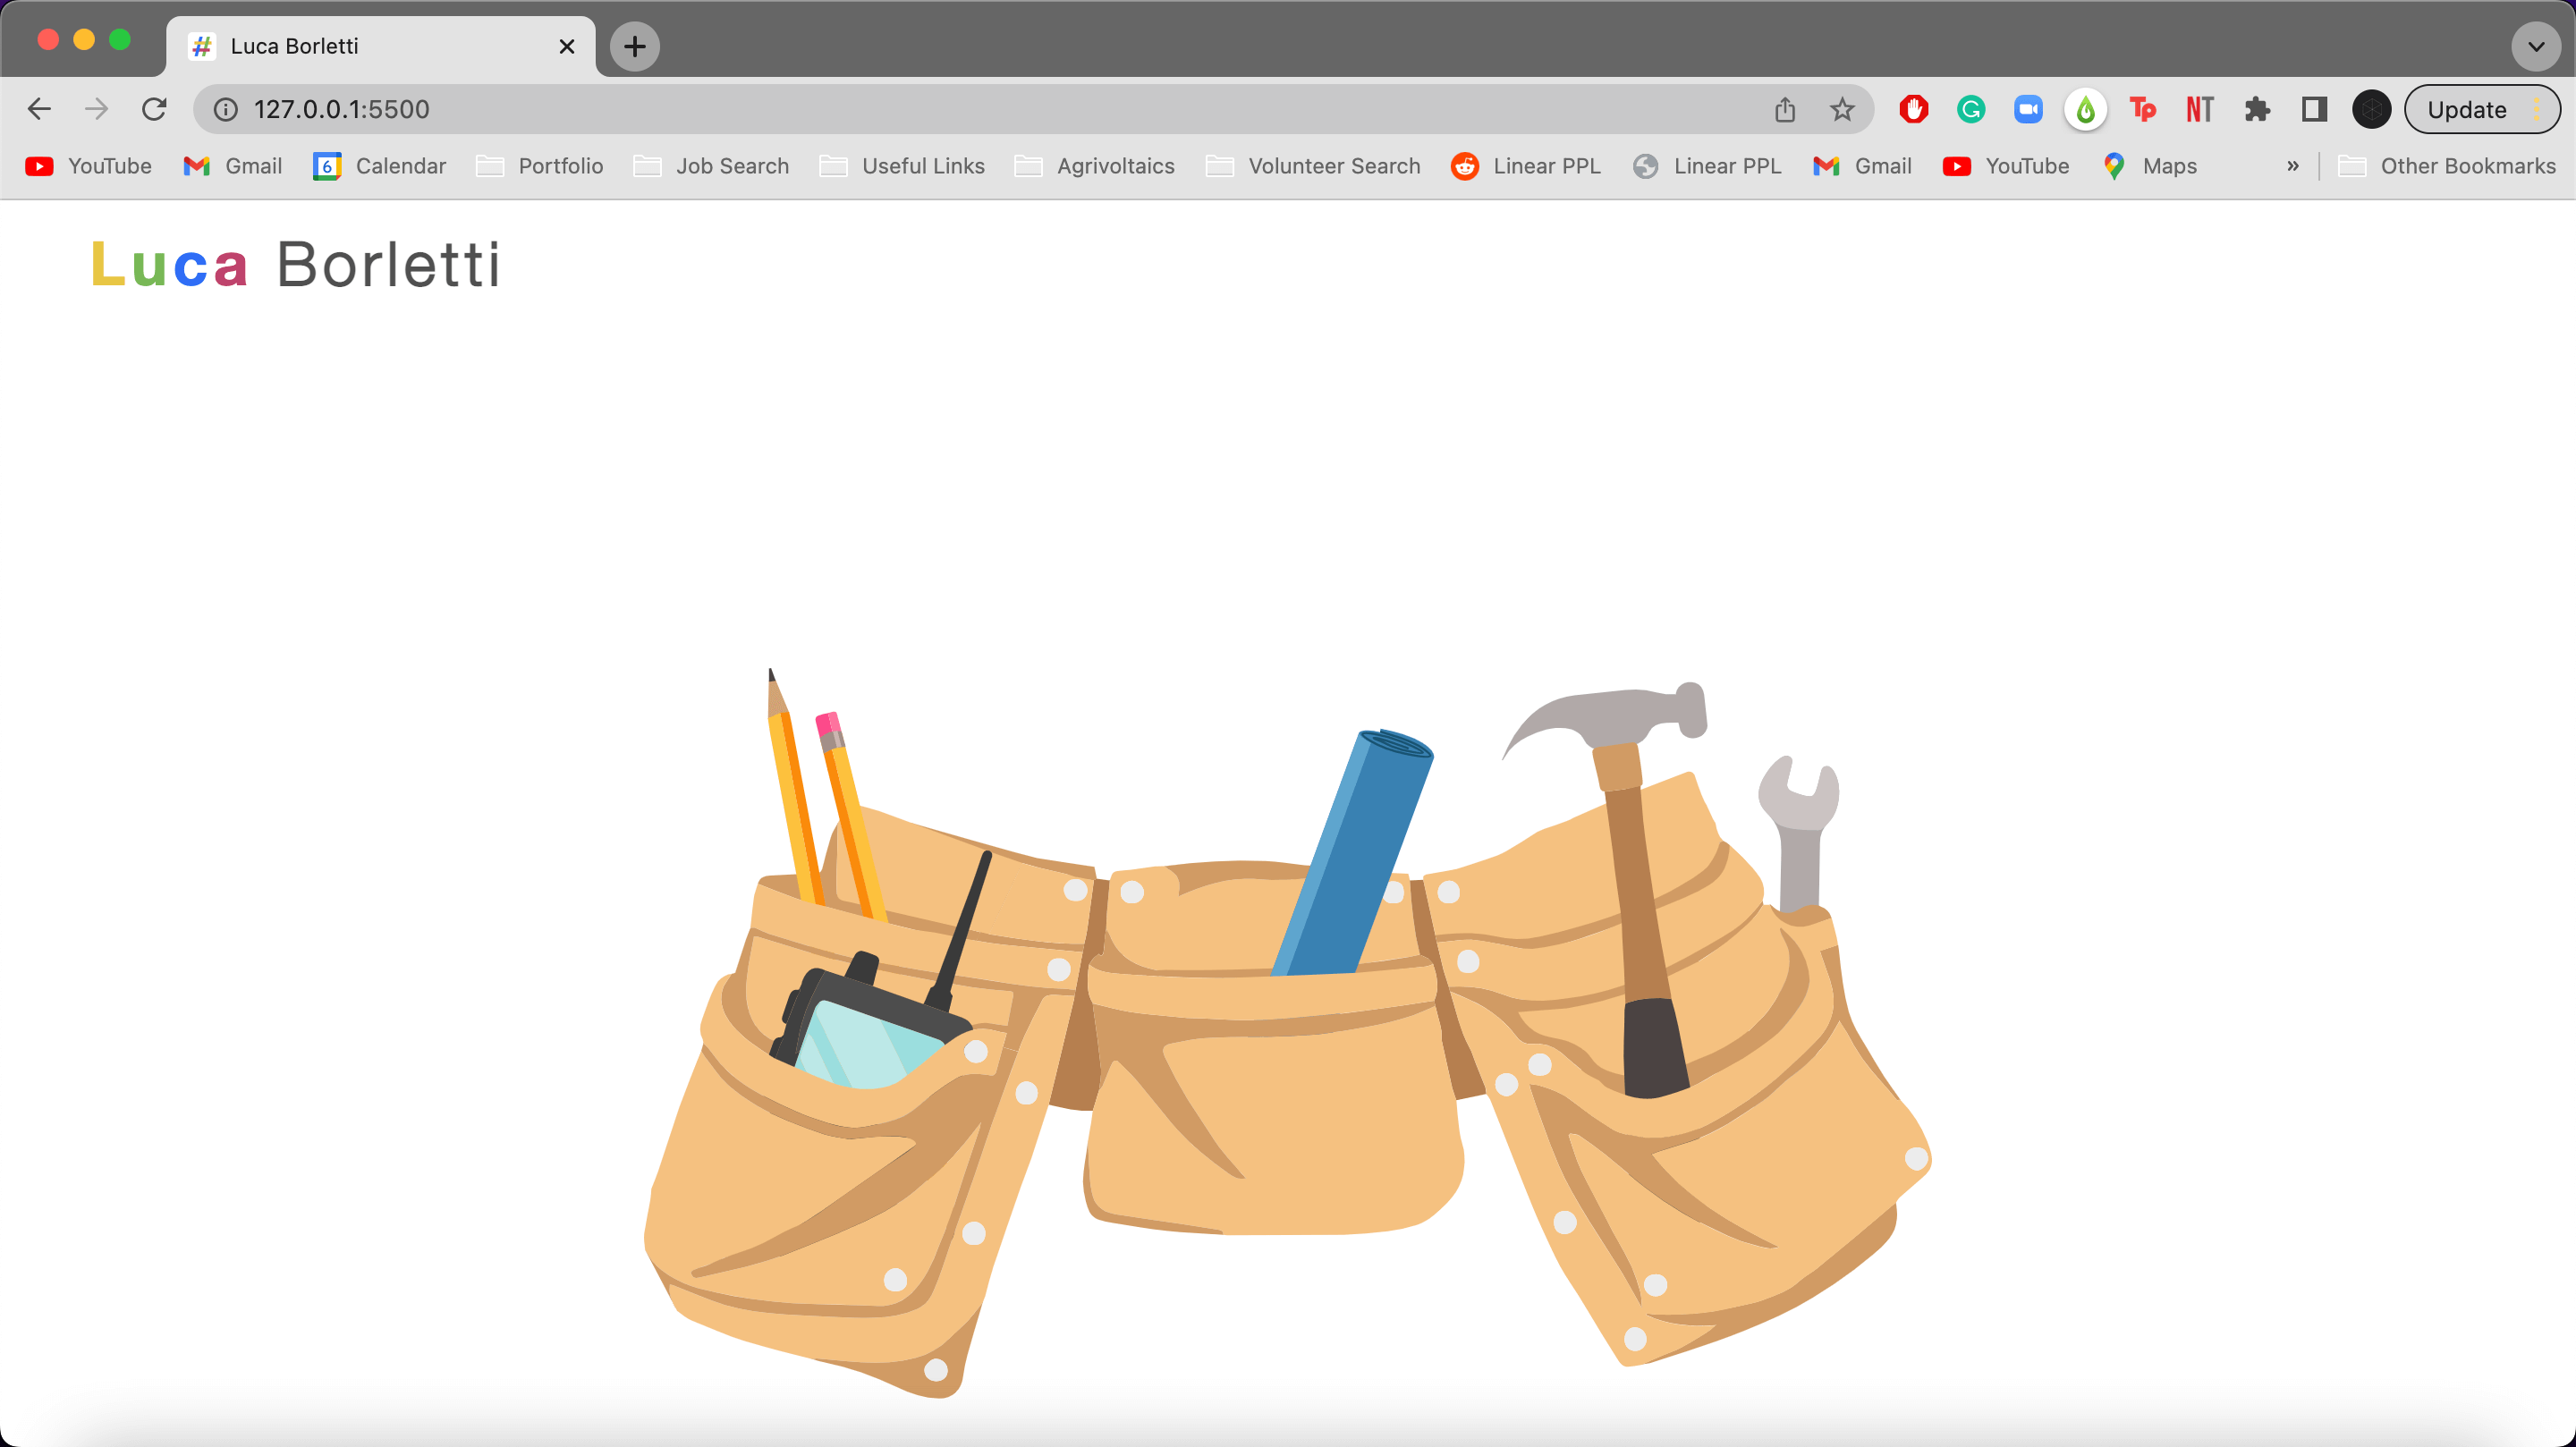 Luca Borletti
127.0.0.1:5500
Update
YouTube Gmail 6 Calendar Portfolio Job Search Useful Links Agrivoltaics Volunteer Search Linear PPL Linear PPL Gmail YouTube Maps » Other Bookmarks
Luca Borletti